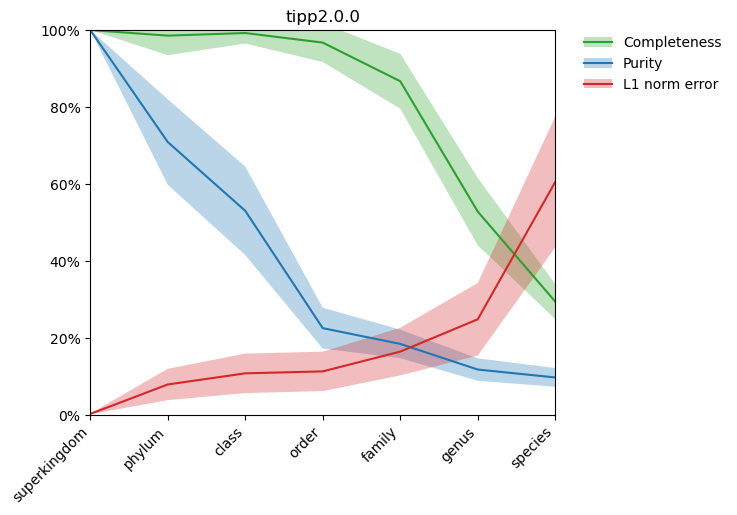 tipp2.0.0
100%
80%
60%
40%
20%
0%
superkingdom
phylum
class
order
family
genus
species
Completeness
Purity
L1 norm error